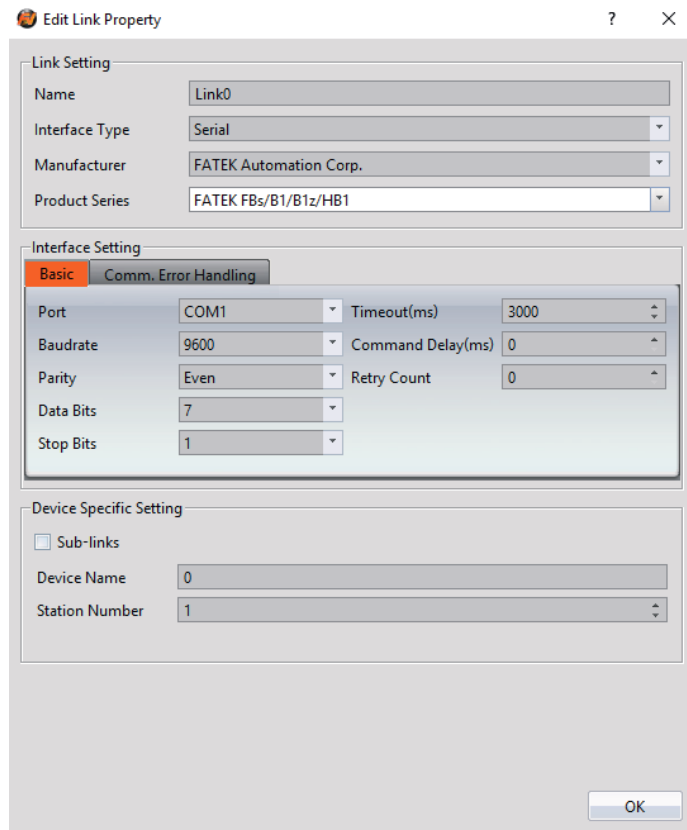 Edit Link Property
?
Link Setting
Name Link0
Interface Type Serial
Manufacturer FATEK Automation Corp.
Product Series FATEK FBs/B1/B1z/HB1
Interface Setting
Basic Comm. Error Handling
Port COM1 Timeout(ms) 3000
Baudrate 9600 Command Delay(ms) 0
Parity Even Retry Count 0
Data Bits 7
Stop Bits 1
Device Specific Setting
Sub-links
Device Name 0
Station Number 1
OK